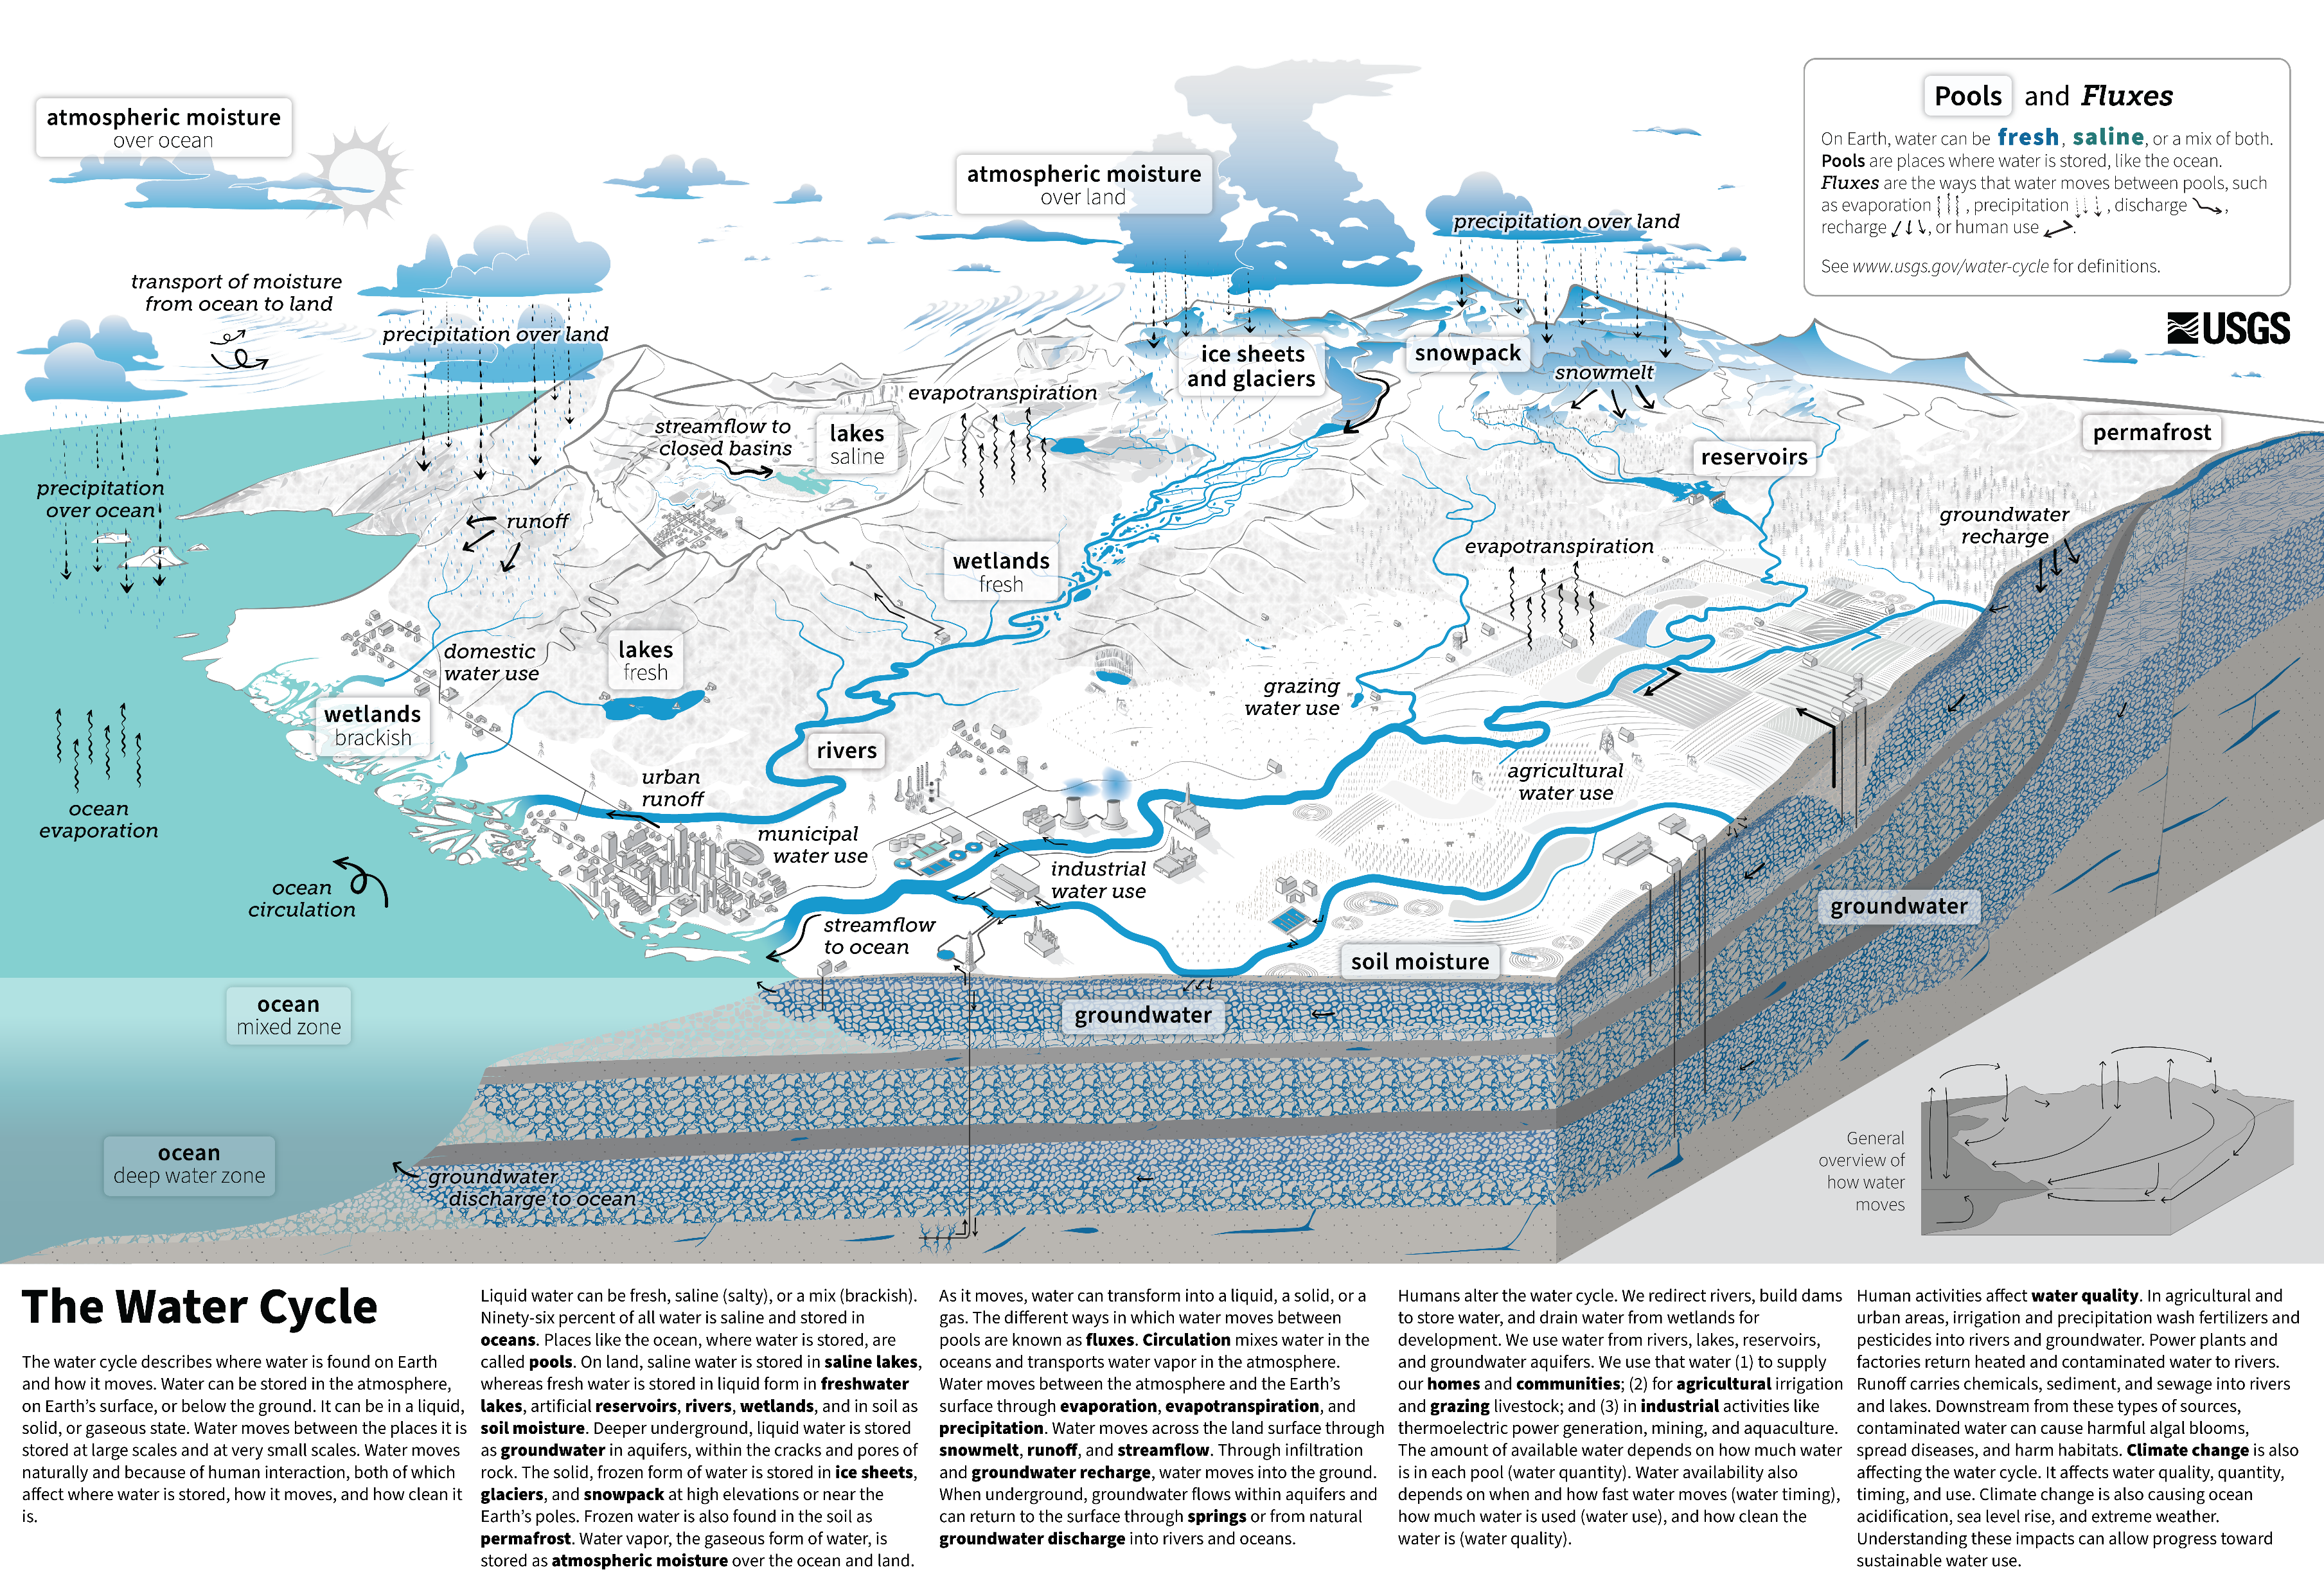 atmospheric moisture
over ocean
atmospheric moisture
over land
precipitation over land
Pools and Fluxes
On Earth, water can be fresh, saline, or a mix of both.
Pools are places where water is stored, like the ocean.
Fluxes are the ways that water moves between pools, such
as evaporation, precipitation, discharge,
recharge, or human use.
See www.usgs.gov/water-cycle for definitions.
USGS
transport of moisture
from ocean to land
precipitation over land
ice sheets
and glaciers
snowpack
snowmelt
evapotranspiration
streamflow to
closed basins
lakes
saline
reservoirs
permafrost
precipitation
over ocean
runoff
groundwater
recharge
wetlands
fresh
evapotranspiration
domestic
water use
lakes
fresh
grazing
water use
wetlands
brackish
rivers
urban
runoff
agricultural
water use
ocean
evaporation
municipal
water use
industrial
water use
ocean
circulation
streamflow
to ocean
groundwater
soil moisture
ocean
mixed zone
groundwater
ocean
deep water zone
groundwater
discharge to ocean
General
overview of
how water
moves
The Water Cycle
The water cycle describes where water is found on Earth
and how it moves. Water can be stored in the atmosphere,
on Earth's surface, or below the ground. It can be in a liquid,
solid, or gaseous state. Water moves between the places it is
stored at large scales and at very small scales. Water moves
naturally and because of human interaction, both of which
affect where water is stored, how it moves, and how clean it
is.
Liquid water can be fresh, saline (salty), or a mix (brackish).
Ninety-six percent of all water is saline and stored in
oceans. Places like the ocean, where water is stored, are
called pools. On land, saline water is stored in saline lakes,
whereas fresh water is stored in liquid form in freshwater
lakes, artificial reservoirs, rivers, wetlands, and in soil as
soil moisture. Deeper underground, liquid water is stored
as groundwater in aquifers, within the cracks and pores of
rock. The solid, frozen form of water is stored in ice sheets,
glaciers, and snowpack at high elevations or near the
Earth's poles. Frozen water is also found in the soil as
permafrost. Water vapor, the gaseous form of water, is
stored as atmospheric moisture over the ocean and land.
As it moves, water can transform into a liquid, a solid, or a
gas. The different ways in which water moves between
pools are known as fluxes. Circulation mixes water in the
oceans and transports water vapor in the atmosphere.
Water moves between the atmosphere and the Earth's
surface through evaporation, evapotranspiration, and
precipitation. Water moves across the land surface through
snowmelt, runoff, and streamflow. Through infiltration
and groundwater recharge, water moves into the ground.
When underground, groundwater flows within aquifers and
can return to the surface through springs or from natural
groundwater discharge into rivers and oceans.
Humans alter the water cycle. We redirect rivers, build dams
to store water, and drain water from wetlands for
development. We use water from rivers, lakes, reservoirs,
and groundwater aquifers. We use that water (1) to supply
our homes and communities; (2) for agricultural irrigation
and grazing livestock; and (3) in industrial activities like
thermoelectric power generation, mining, and aquaculture.
The amount of available water depends on how much water
is in each pool (water quantity). Water availability also
depends on when and how fast water moves (water timing),
how much water is used (water use), and how clean the
water is (water quality).
Human activities affect water quality. In agricultural and
urban areas, irrigation and precipitation wash fertilizers and
pesticides into rivers and groundwater. Power plants and
factories return heated and contaminated water to rivers.
Runoff carries chemicals, sediment, and sewage into rivers
and lakes. Downstream from these types of sources,
contaminated water can cause harmful algal blooms,
spread diseases, and harm habitats. Climate change is also
affecting the water cycle. It affects water quality, quantity,
timing, and use. Climate change is also causing ocean
acidification, sea level rise, and extreme weather.
Understanding these impacts can allow progress toward
sustainable water use.